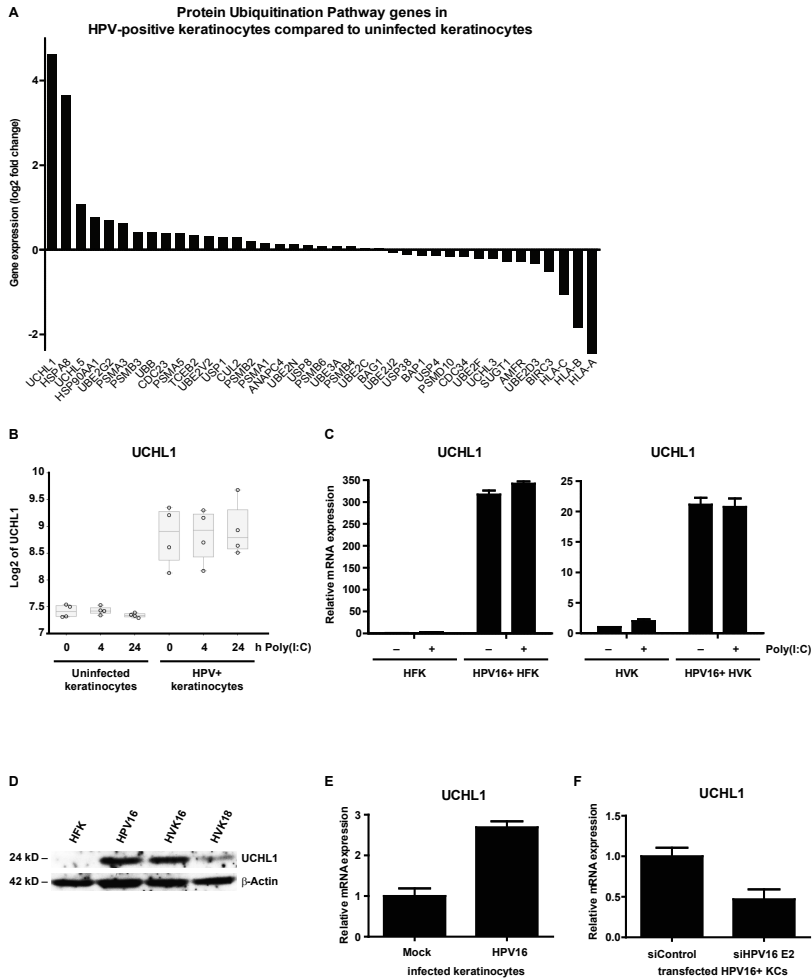 A
Protein Ubiquitination Pathway genes in
HPV-positive keratinocytes compared to uninfected keratinocytes
Gene expression (log2 fold change)
4
2
0
-2
UCHL1
HSPA8
UCHL5
HSP90AA1
UBE2G2
PSMA3
PSMB3
UBB
CDC23
PSMA5
TCEB2
UBE2V2
USP1
CUL2
PSMB2
PSMA1
ANAPC4
UBE2N
USP8
PSMB6
UBE3A
PSMB4
UBE2C
BAG1
UBE2J2
USP38
BAP1
USP4
PSMD10
CDC34
UBE2F
UCHL3
SUGT1
AMFR
UBE2D3
BIRC3
HLA-C
HLA-B
HLA-A
B
UCHL1
Log2 of UCHL1
10
9.5
9
8.5
8
7.5
7
0 4 24 0 4 24 h Poly(I:C)
Uninfected keratinocytes
HPV+ keratinocytes
C
UCHL1
Relative mRNA expression
350
300
250
200
150
100
50
0
– + – +
HFK HPV16+ HFK
UCHL1
25
20
15
10
5
0
– + – + Poly(I:C)
HVK HPV16+ HVK
D
HFK HPV16 HVK16 HVK18
24 kD – UCHL1
42 kD – β-Actin
E
UCHL1
Relative mRNA expression
3
2
1
0
Mock HPV16
infected keratinocytes
F
UCHL1
Relative mRNA expression
1.5
1.0
0.5
0.0
siControl siHPV16 E2
transfected HPV16+ KCs